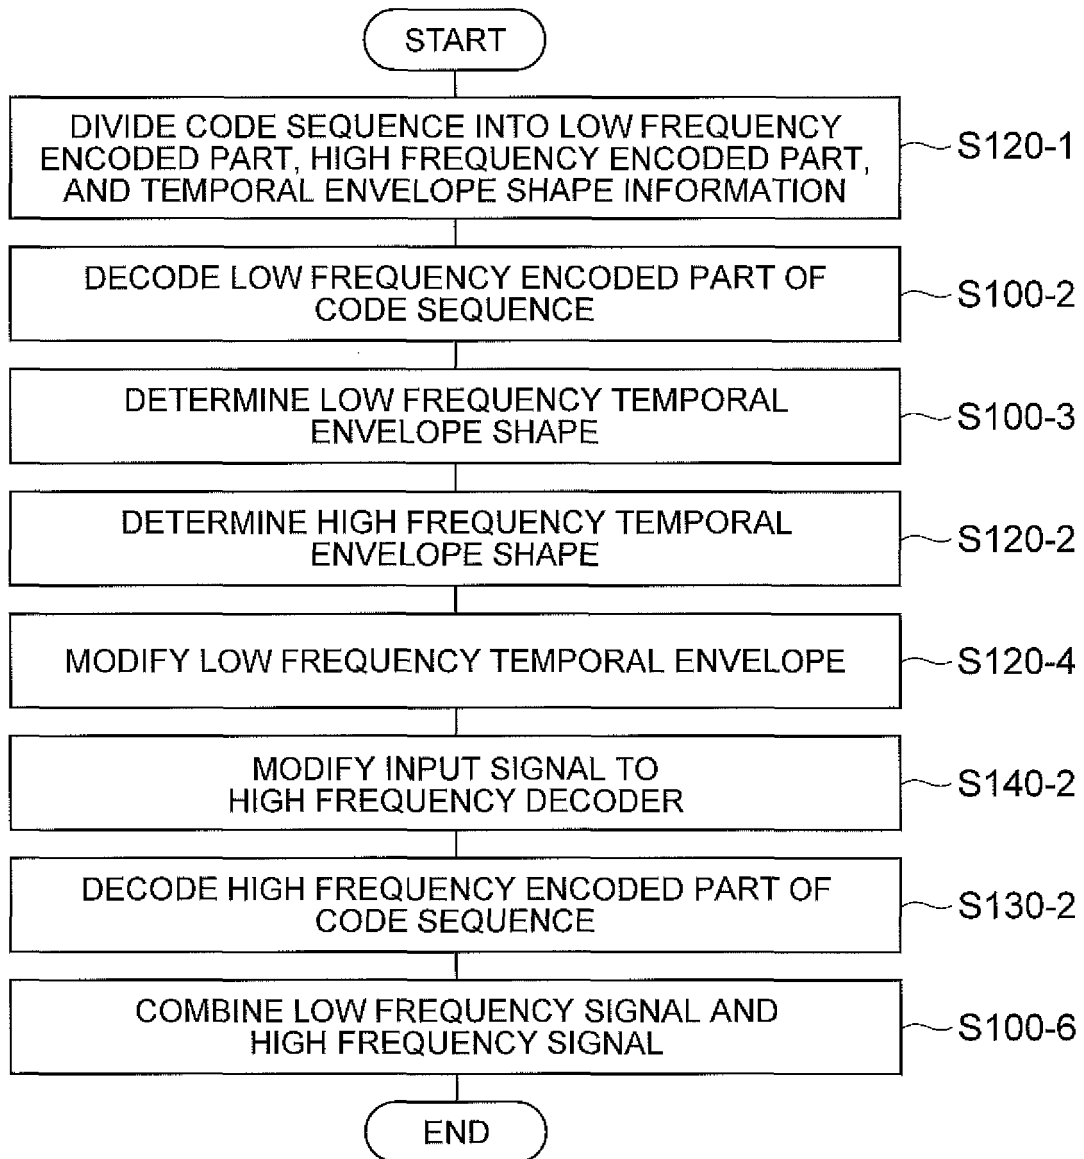 START
DIVIDE CODE SEQUENCE INTO LOW FREQUENCY
ENCODED PART, HIGH FREQUENCY ENCODED PART,
AND TEMPORAL ENVELOPE SHAPE INFORMATION
S120-1
DECODE LOW FREQUENCY ENCODED PART OF
CODE SEQUENCE
S100-2
DETERMINE LOW FREQUENCY TEMPORAL
ENVELOPE SHAPE
S100-3
DETERMINE HIGH FREQUENCY TEMPORAL
ENVELOPE SHAPE
S120-2
MODIFY LOW FREQUENCY TEMPORAL ENVELOPE
S120-4
MODIFY INPUT SIGNAL TO
HIGH FREQUENCY DECODER
S140-2
DECODE HIGH FREQUENCY ENCODED PART OF
CODE SEQUENCE
S130-2
COMBINE LOW FREQUENCY SIGNAL AND
HIGH FREQUENCY SIGNAL
S100-6
END